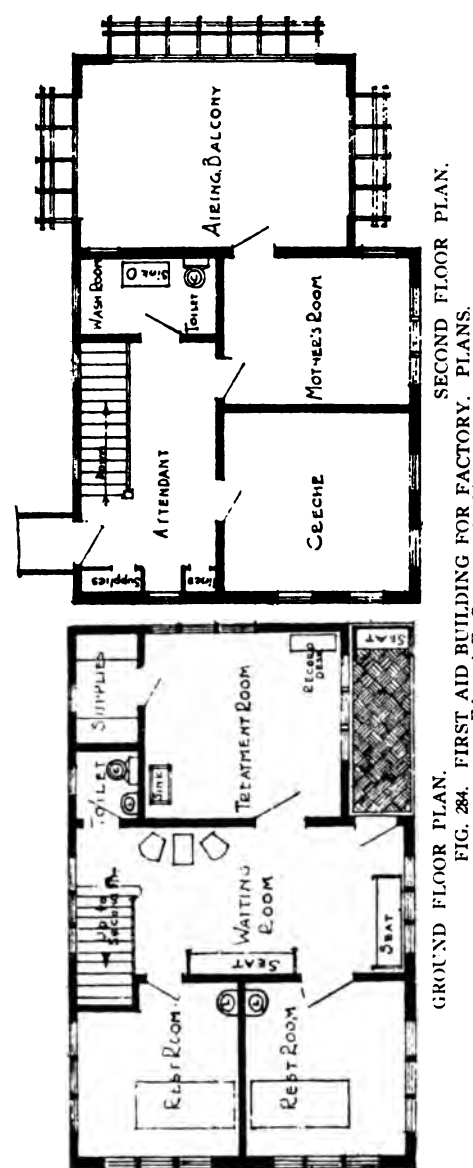 SUPPLIES
TOILET
Up to
Second Fl.
SINK
TREATMENT ROOM
RECORD
DESK
SEAT
WAITING
ROOM
SEAT
SEAT
REST ROOM
REST ROOM
GROUND FLOOR PLAN.
AIRING BALCONY
WASH ROOM
Sink
TOILET
Down
ATTENDANT
MOTHER'S ROOM
Supplies
CRECHE
SECOND FLOOR PLAN.
FIG. 284. FIRST AID BUILDING FOR FACTORY. PLANS.